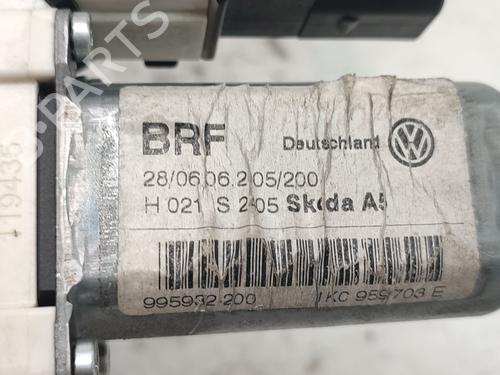 BRF Deutschland
28/06.06.2 05/200
H 021 S 2 05 Skoda A5
995932 200 1KC 959 703 E
119435